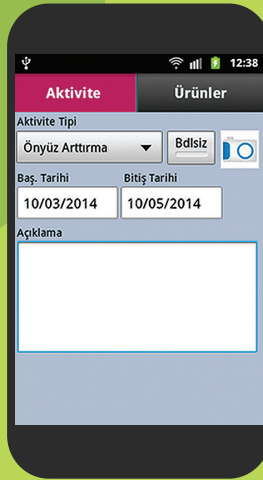 12:38
Aktivite Ürünler
Aktivite Tipi
Önyüz Arttırma Bdlsiz
Baş. Tarihi Bitiş Tarihi
10/03/2014 10/05/2014
Açıklama